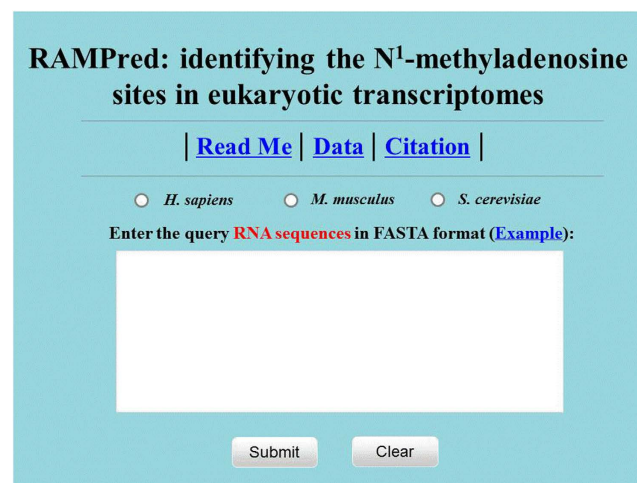 RAMPred: identifying the N¹-methyladenosine
sites in eukaryotic transcriptomes
| Read Me | Data | Citation |
H. sapiens M. musculus S. cerevisiae
Enter the query RNA sequences in FASTA format (Example):
Submit Clear